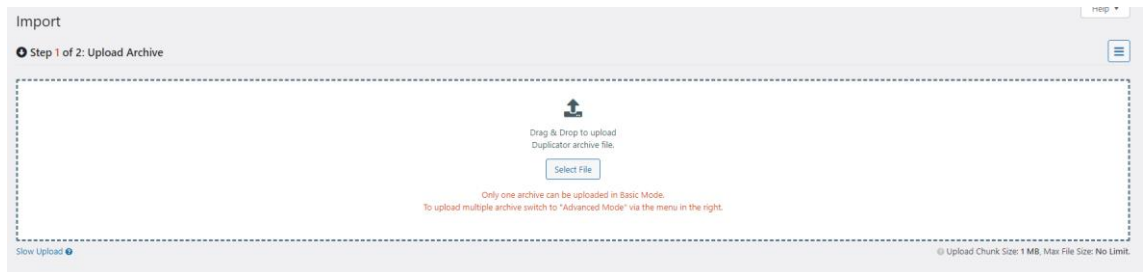 Help
Import
Step 1 of 2: Upload Archive
Drag & Drop to upload
Duplicator archive file.
Select File
Only one archive can be uploaded in Basic Mode.
To upload multiple archive switch to "Advanced Mode" via the menu in the right.
Slow Upload
Upload Chunk Size: 1 MB, Max File Size: No Limit.